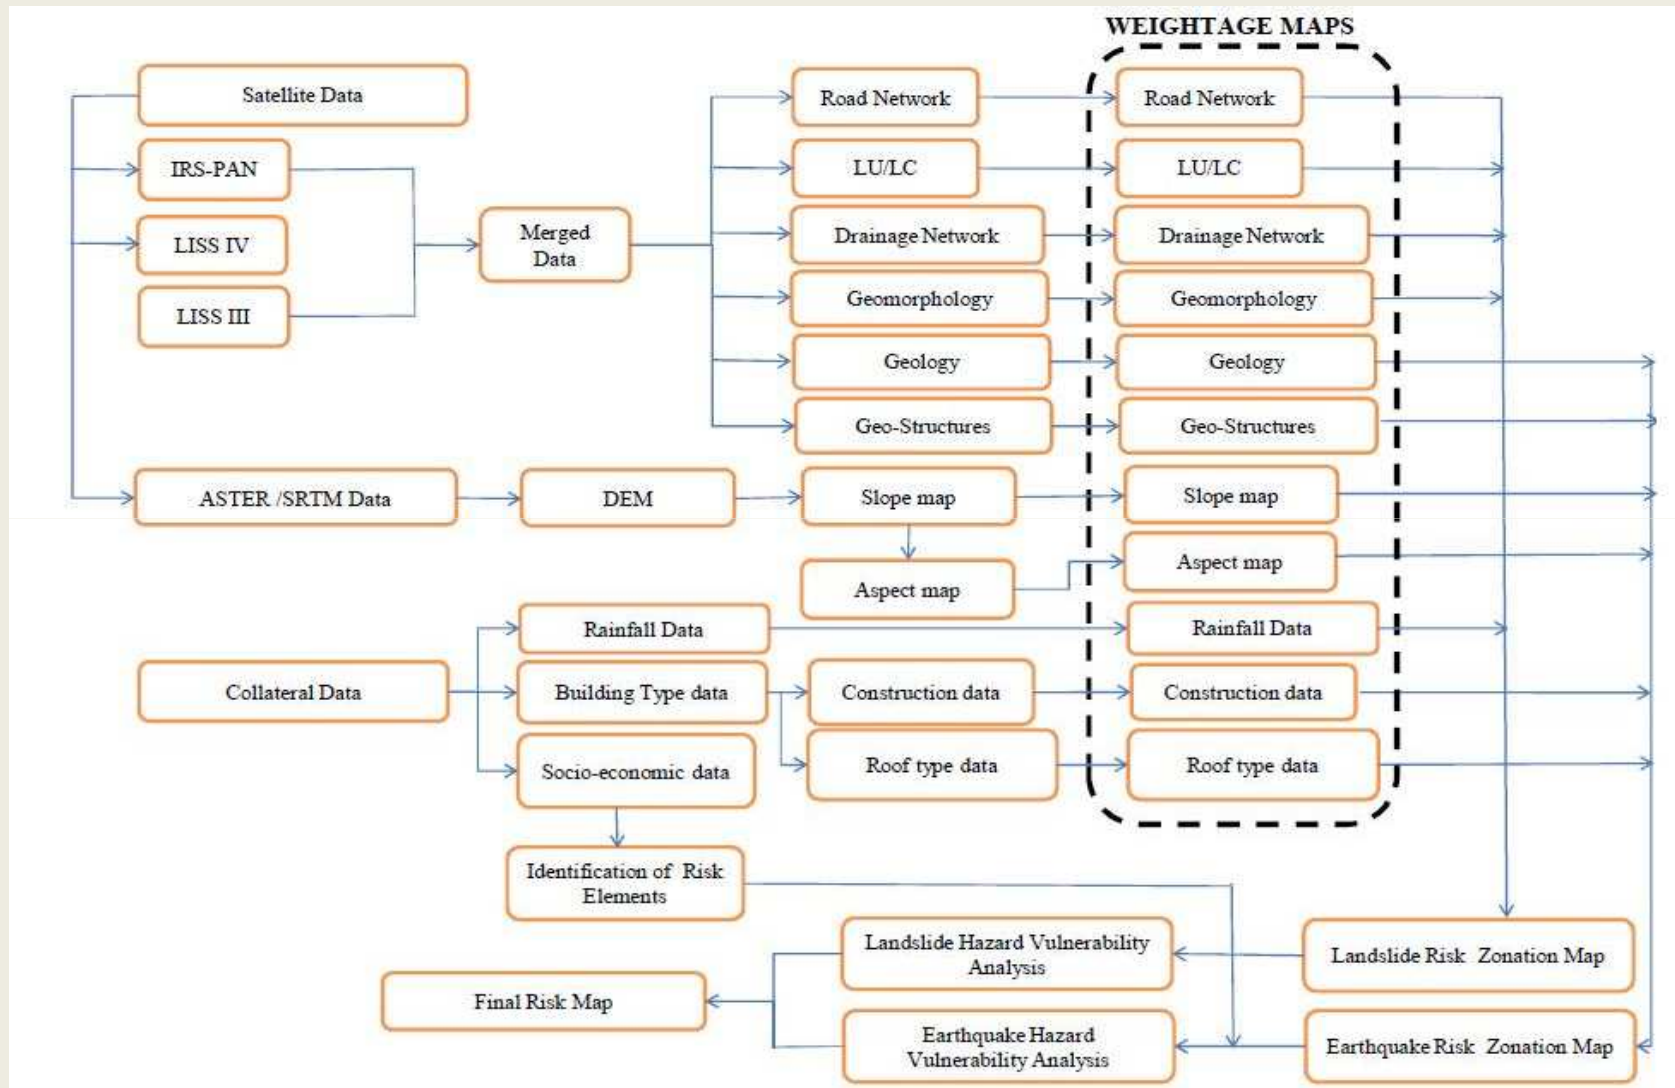 WEIGHTAGE MAPS
Satellite Data
IRS-PAN
LISS IV
LISS III
Merged
Data
Road Network
LU/LC
Drainage Network
Geomorphology
Geology
Geo-Structures
Road Network
LU/LC
Drainage Network
Geomorphology
Geology
Geo-Structures
ASTER /SRTM Data
DEM
Slope map
Aspect map
Slope map
Aspect map
Collateral Data
Rainfall Data
Building Type data
Socio-economic data
Construction data
Roof type data
Rainfall Data
Construction data
Roof type data
Identification of Risk
Elements
Landslide Hazard Vulnerability
Analysis
Landslide Risk Zonation Map
Final Risk Map
Earthquake Hazard
Vulnerability Analysis
Earthquake Risk Zonation Map